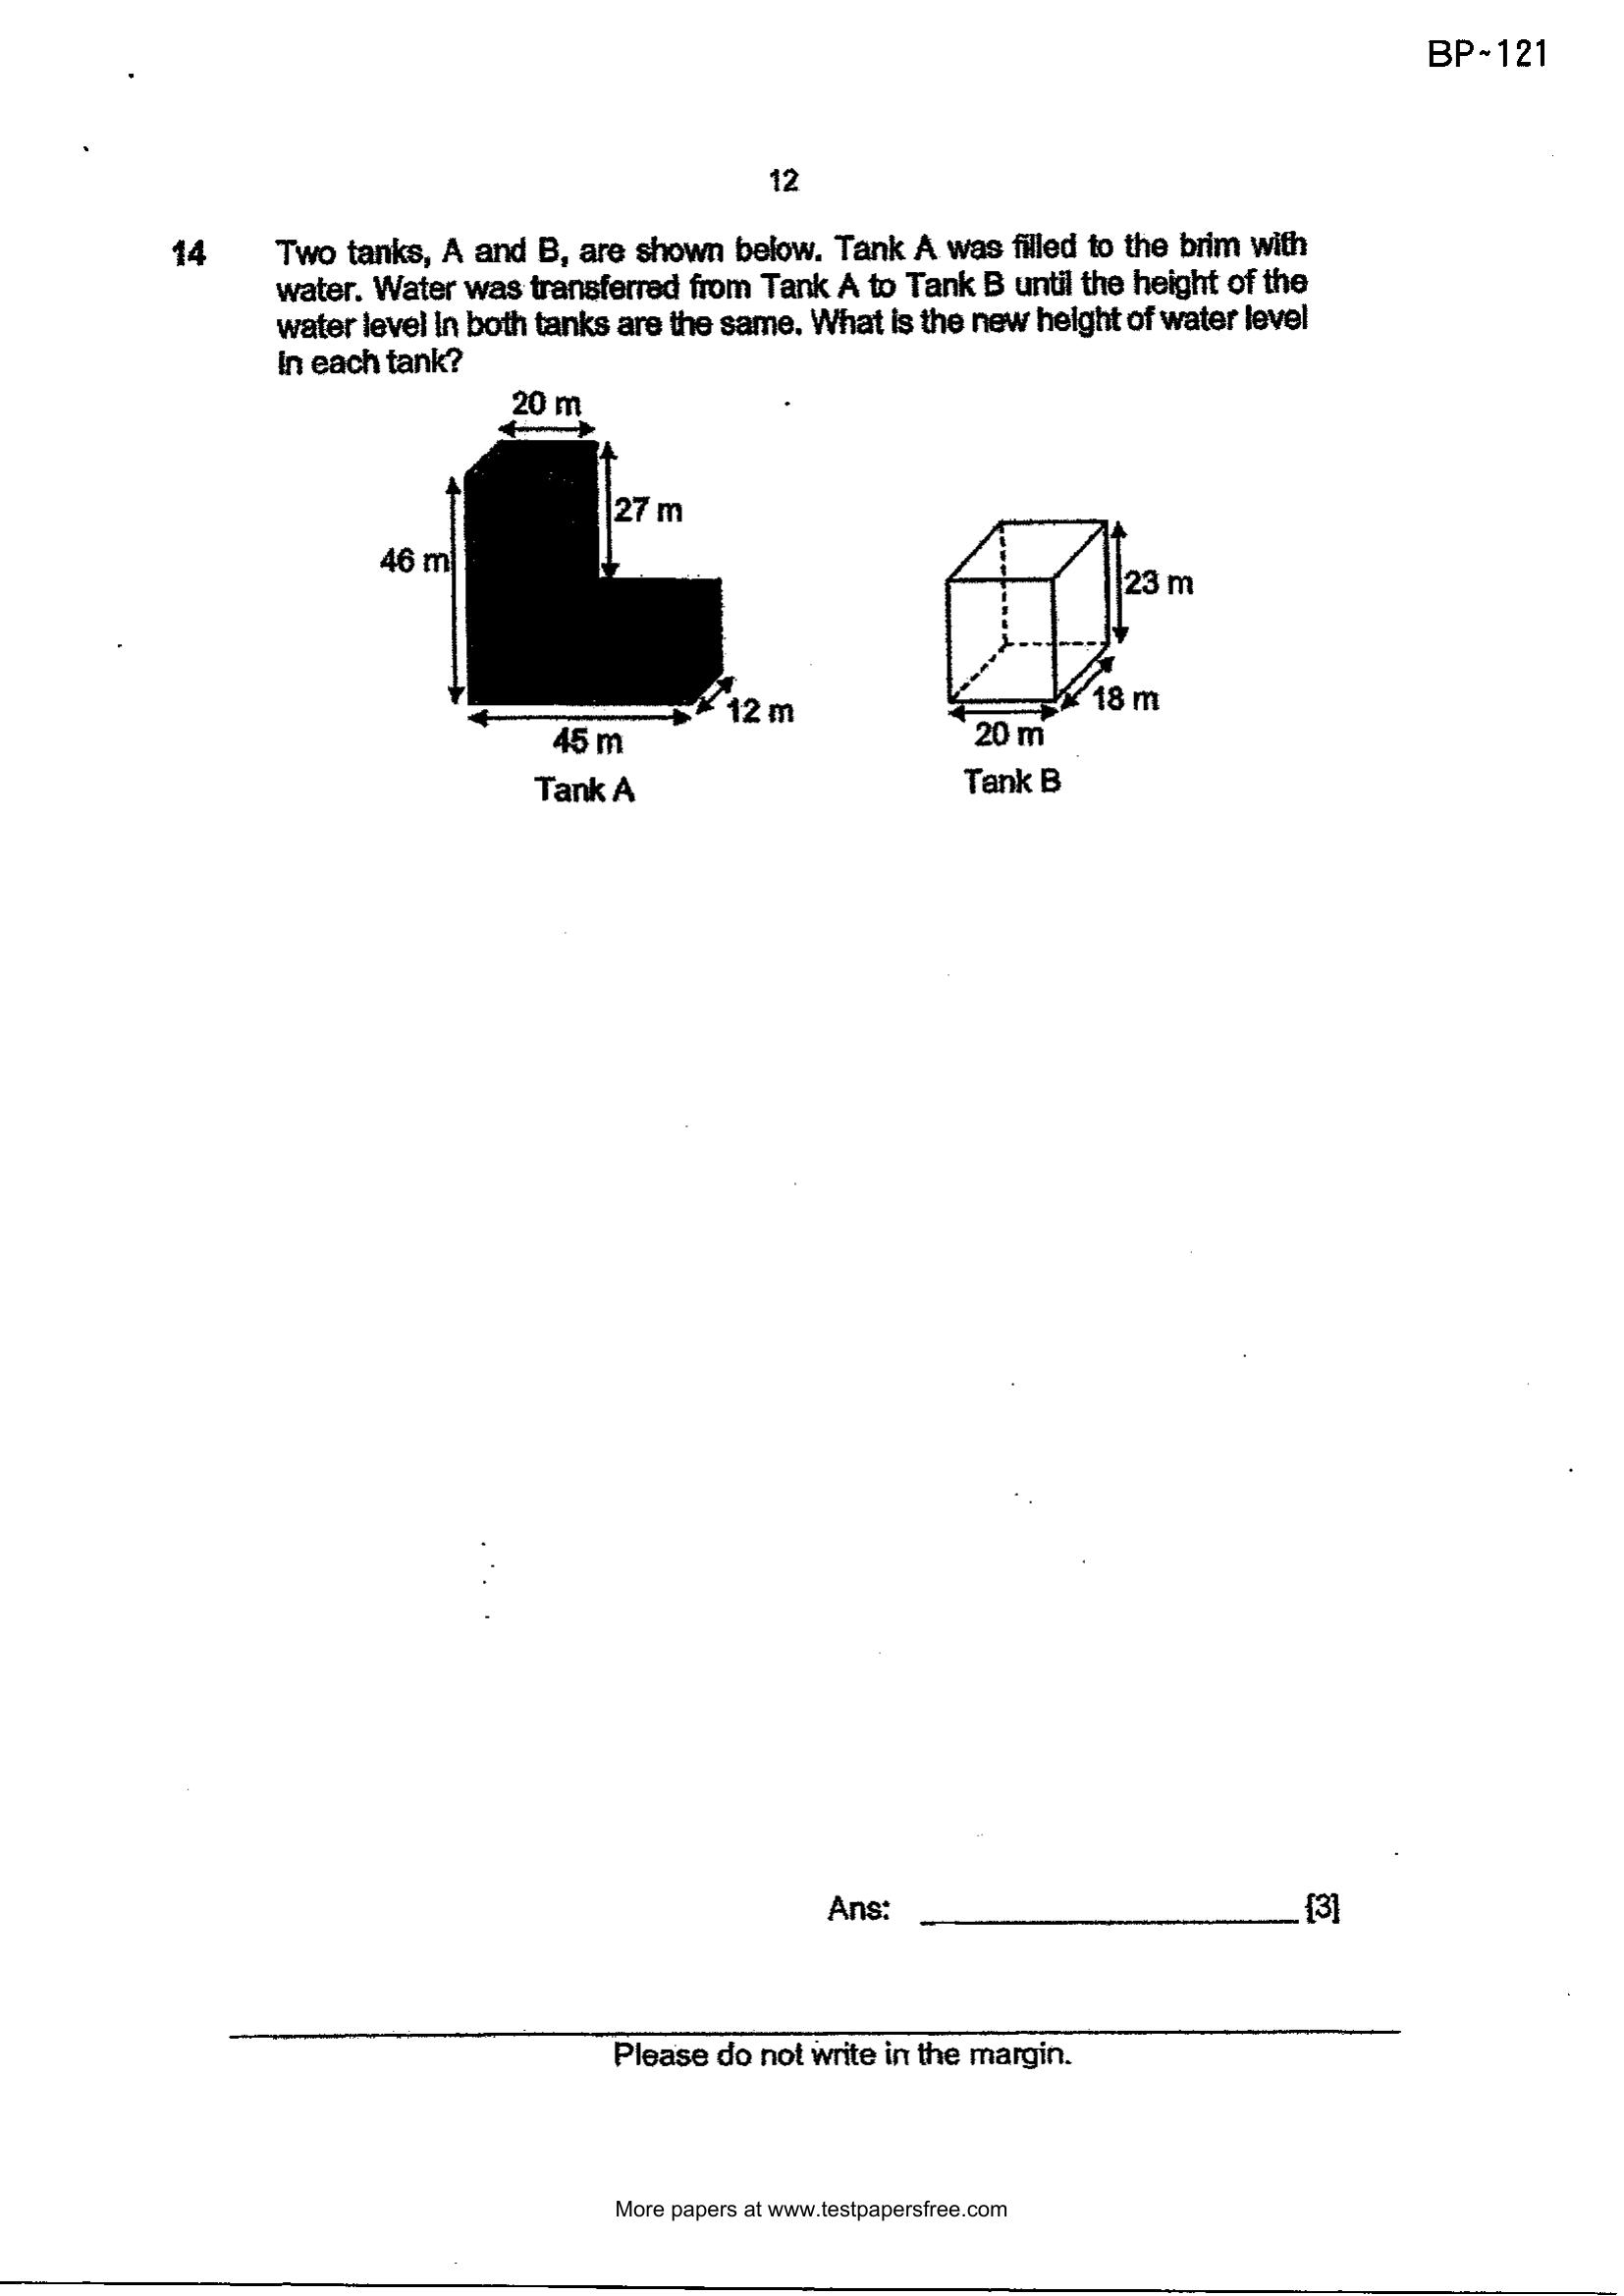 BP~121
12
14 Two tanks, A and B, are shown below. Tank A was filled to the brim with
water. Water was transferred from Tank A to Tank B until the height of the
water level in both tanks are the same. What is the new height of water level
in each tank?
20 m
27 m
46 m
23 m
18 m
12 m
20 m
45 m
Tank A
Tank B
Ans: [3]
Please do not write in the margin.
More papers at www.testpapersfree.com